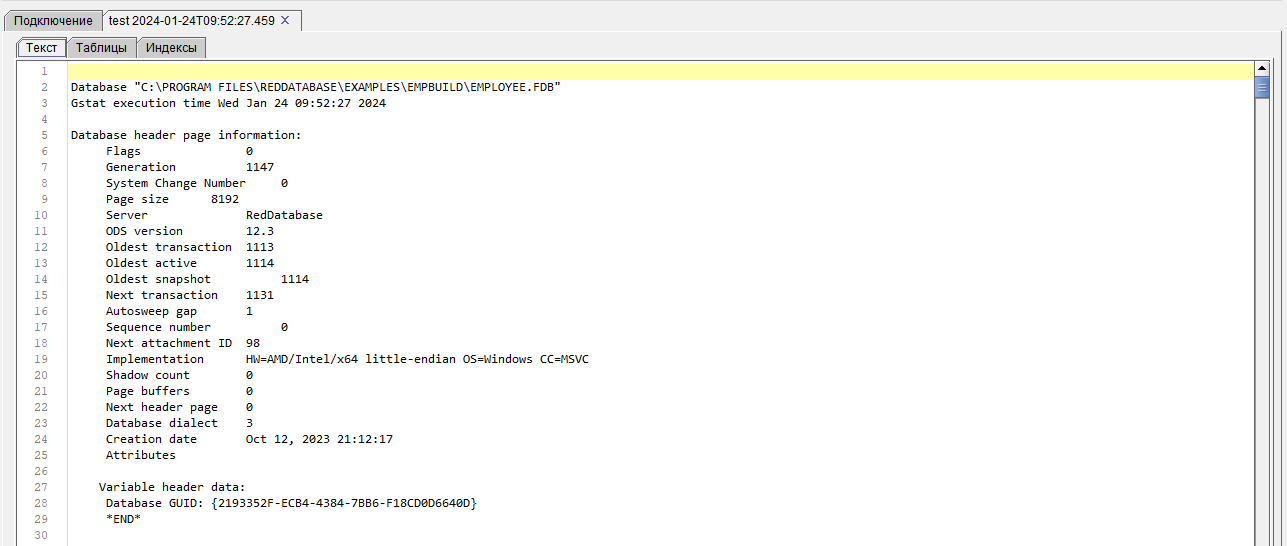 Подключение test 2024-01-24T09:52:27.459 X
Текст Таблицы Индексы
1
2 Database "C:\PROGRAM FILES\REDDATABASE\EXAMPLES\EMPBUILD\EMPLOYEE.FDB"
3 Gstat execution time Wed Jan 24 09:52:27 2024
4
5 Database header page information:
6 Flags 0
7 Generation 1147
8 System Change Number 0
9 Page size 8192
10 Server RedDatabase
11 ODS version 12.3
12 Oldest transaction 1113
13 Oldest active 1114
14 Oldest snapshot 1114
15 Next transaction 1131
16 Autosweep gap 1
17 Sequence number 0
18 Next attachment ID 98
19 Implementation HW=AMD/Intel/x64 little-endian OS=Windows CC=MSVC
20 Shadow count 0
21 Page buffers 0
22 Next header page 0
23 Database dialect 3
24 Creation date Oct 12, 2023 21:12:17
25 Attributes
26
27 Variable header data:
28 Database GUID: {2193352F-ECB4-4384-7BB6-F18CD0D6640D}
29 *END*
30